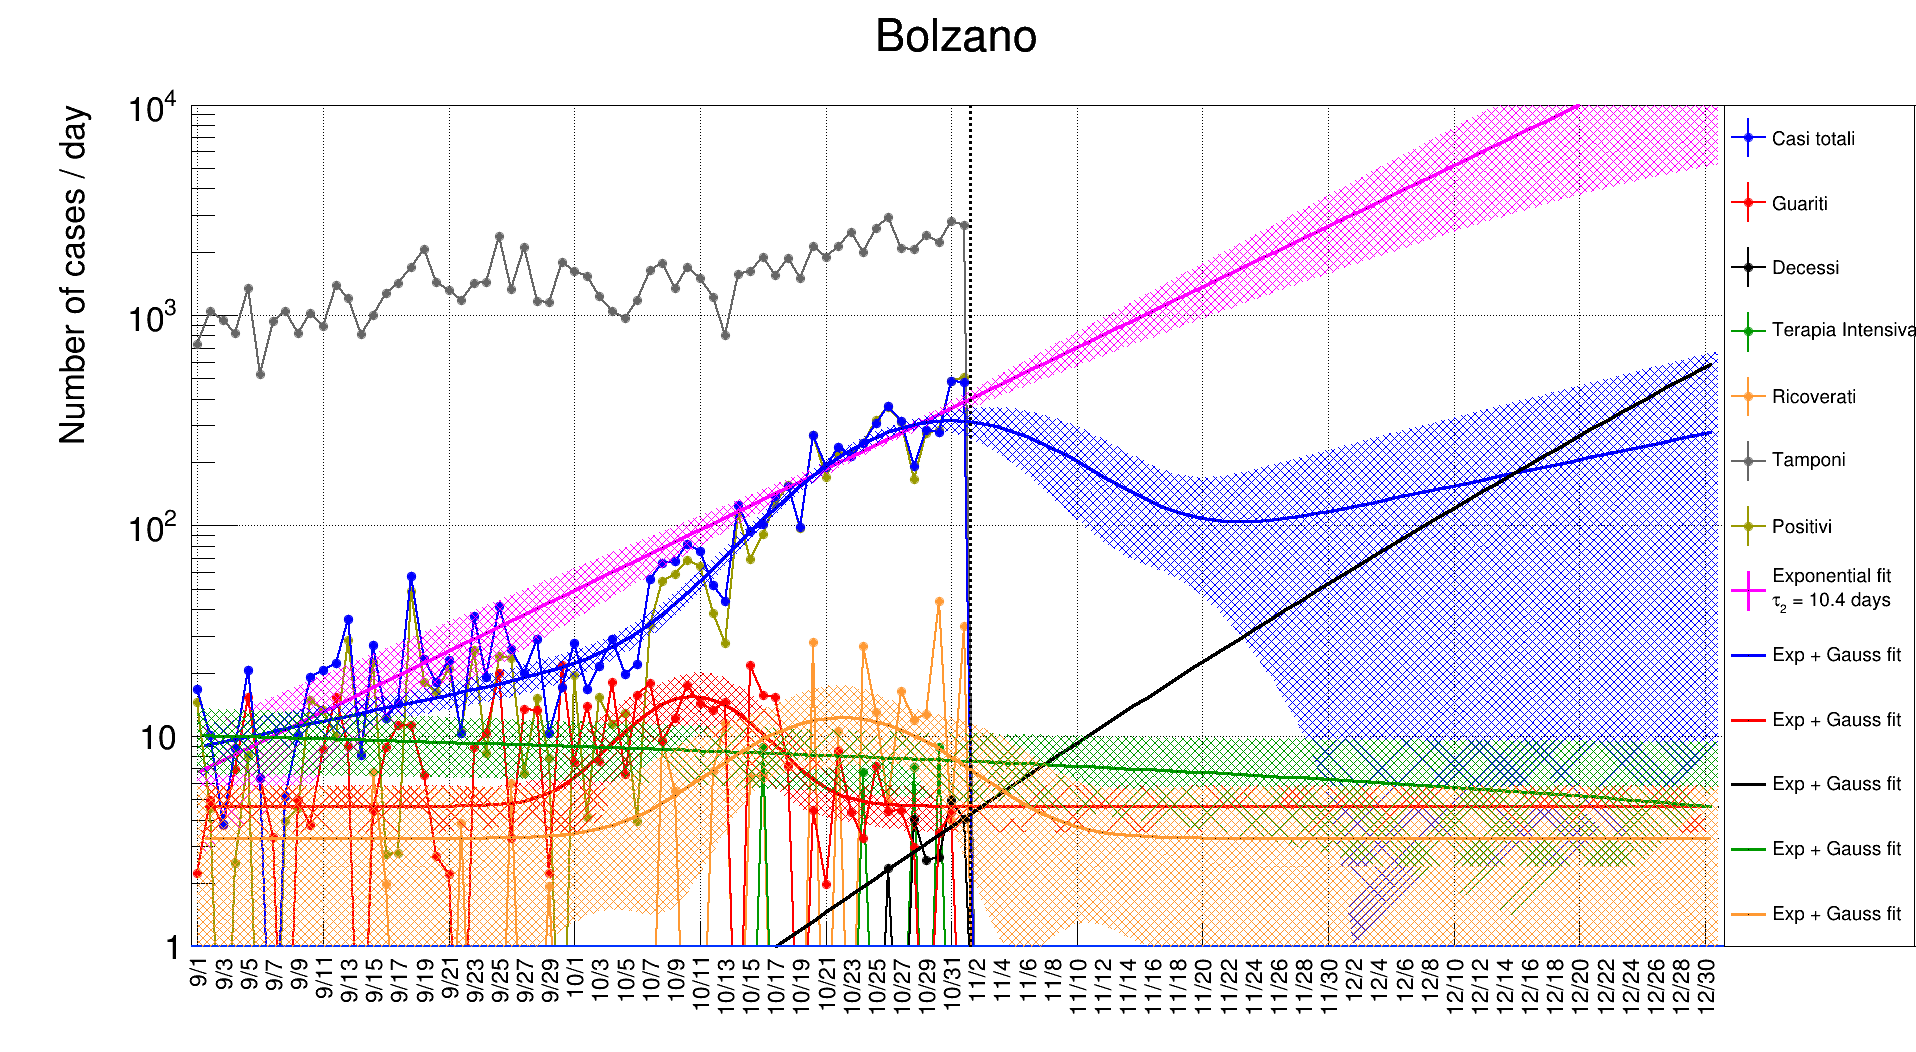 Bolzano
Number of cases / day
10⁴
10³
10²
10
1
9/1 9/3 9/5 9/7 9/9 9/11 9/13 9/15 9/17 9/19 9/21 9/23 9/25 9/27 9/29 10/1 10/3 10/5 10/7 10/9 10/11 10/13 10/15 10/17 10/19 10/21 10/23 10/25 10/27 10/29 10/31 11/2 11/4 11/6 11/8 11/10 11/12 11/14 11/16 11/18 11/20 11/22 11/24 11/26 11/28 11/30 12/2 12/4 12/6 12/8 12/10 12/12 12/14 12/16 12/18 12/20 12/22 12/24 12/26 12/28 12/30
Casi totali
Guariti
Decessi
Terapia Intensiva
Ricoverati
Tamponi
Positivi
Exponential fit
τ₂ = 10.4 days
Exp + Gauss fit
Exp + Gauss fit
Exp + Gauss fit
Exp + Gauss fit
Exp + Gauss fit